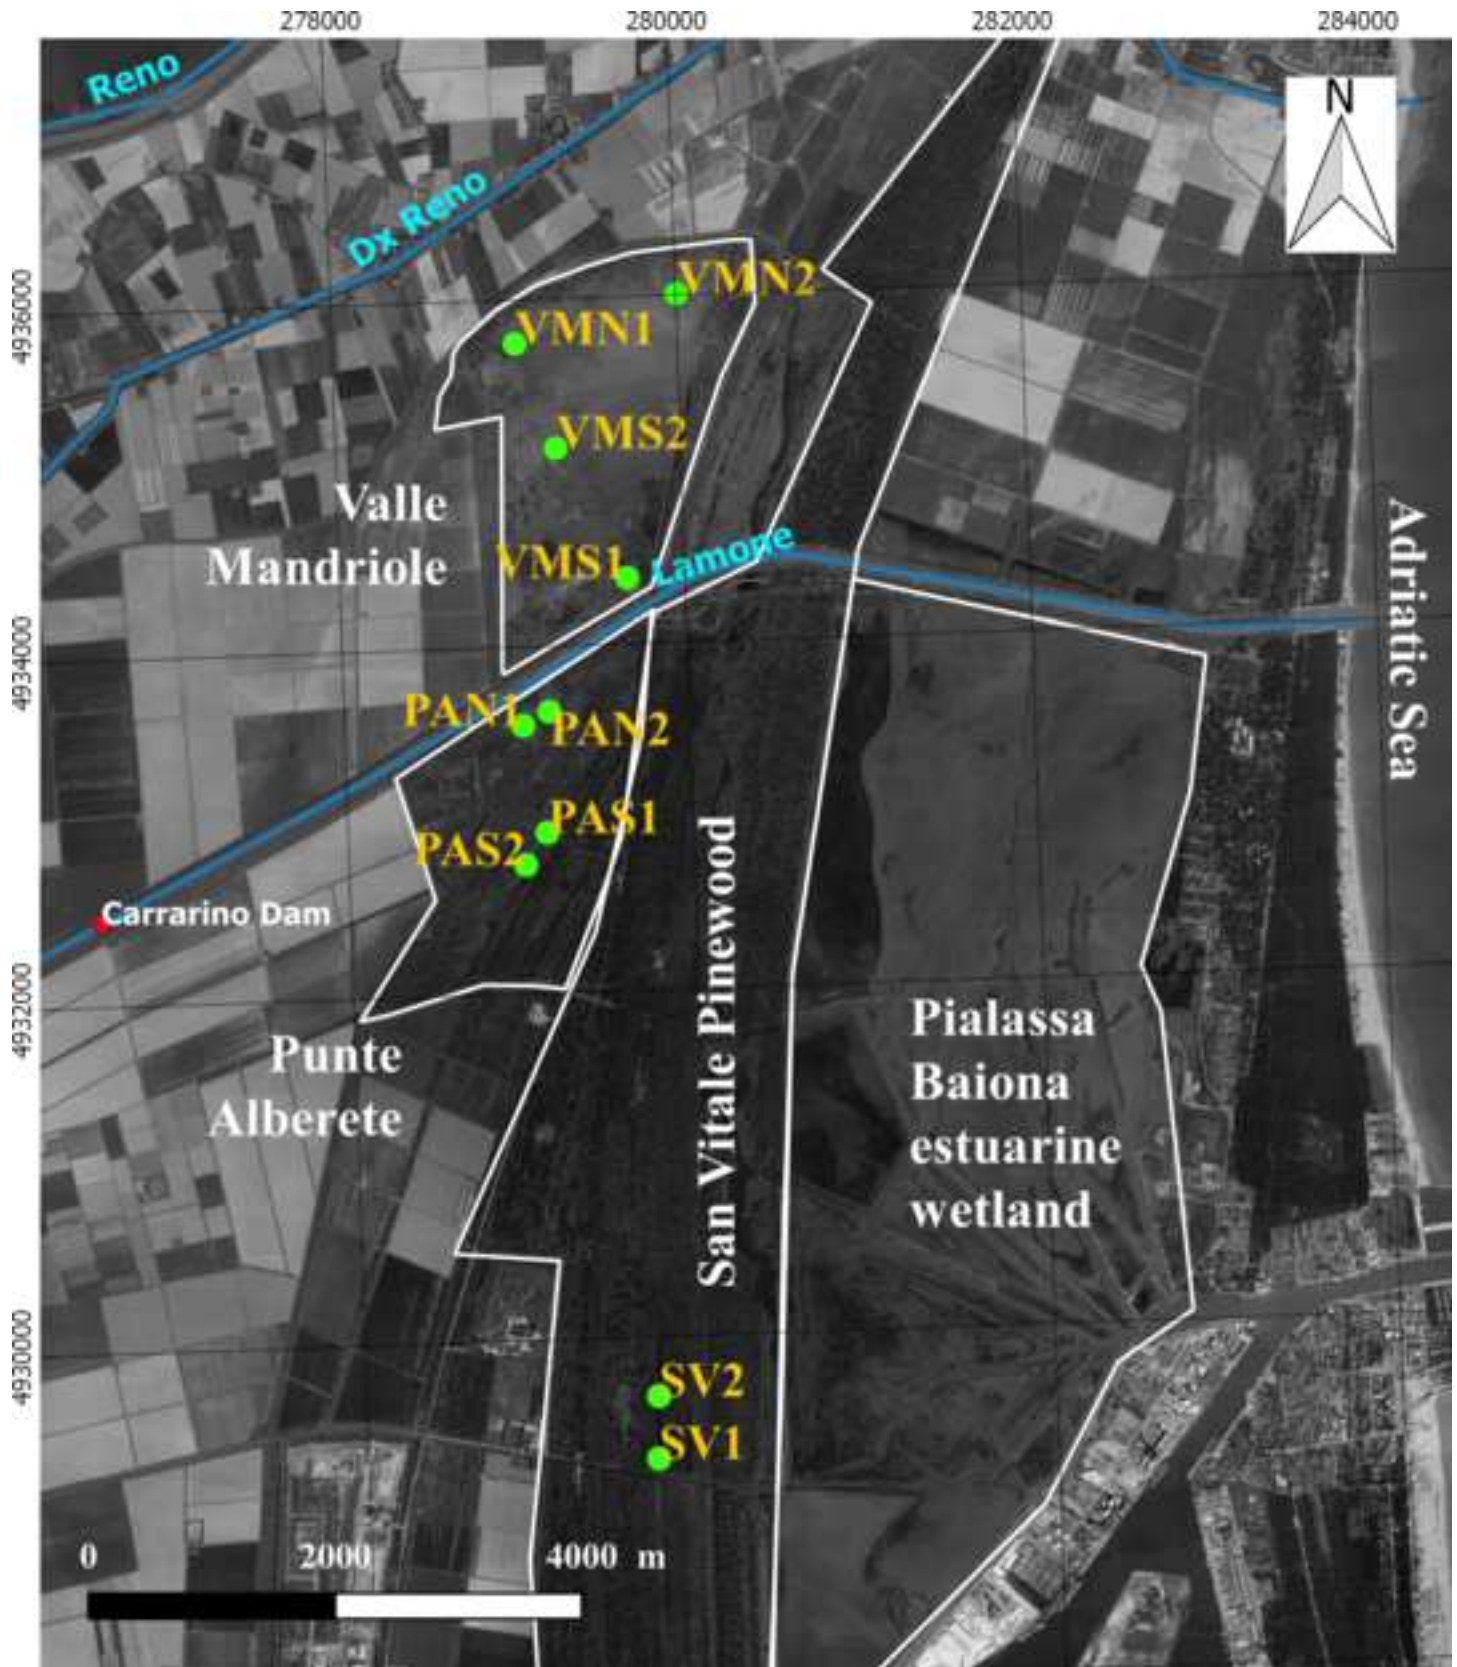 278000
280000
282000
284000
Reno
N
Dx Reno
4936000
VMN2
VMN1
VMS2
Valle
Mandriole
VMS1
Lamone
Adriatic Sea
4934000
PAN1
PAN2
PAS1
PAS2
San Vitale Pinewood
Carrarino Dam
4932000
Pialassa
Baiona
estuarine
wetland
Punte
Alberete
4930000
SV2
SV1
0 2000 4000 m